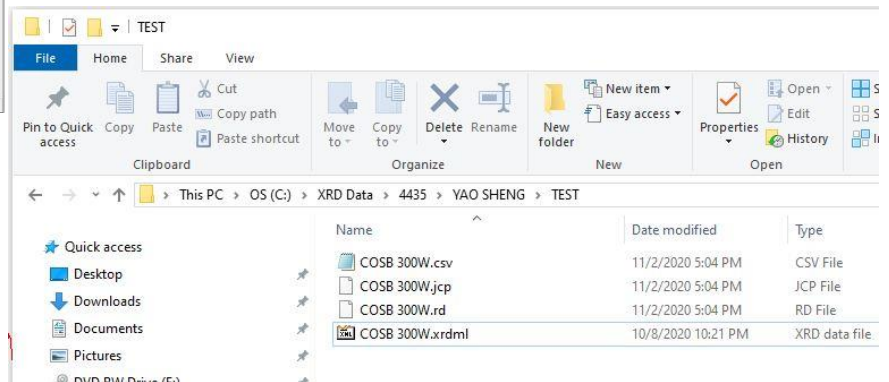 TEST
File Home Share View
Pin to Quick access Copy Paste Cut Copy path Paste shortcut
Move to Copy to Delete Rename New folder New item Easy access Properties Open Edit History
Clipboard Organize New Open
This PC > OS (C:) > XRD Data > 4435 > YAO SHENG > TEST
Name Date modified Type
Quick access
Desktop
Downloads
Documents
Pictures
COSB 300W.csv 11/2/2020 5:04 PM CSV File
COSB 300W.jcp 11/2/2020 5:04 PM JCP File
COSB 300W.rd 11/2/2020 5:04 PM RD File
COSB 300W.xrdml 10/8/2020 10:21 PM XRD data file